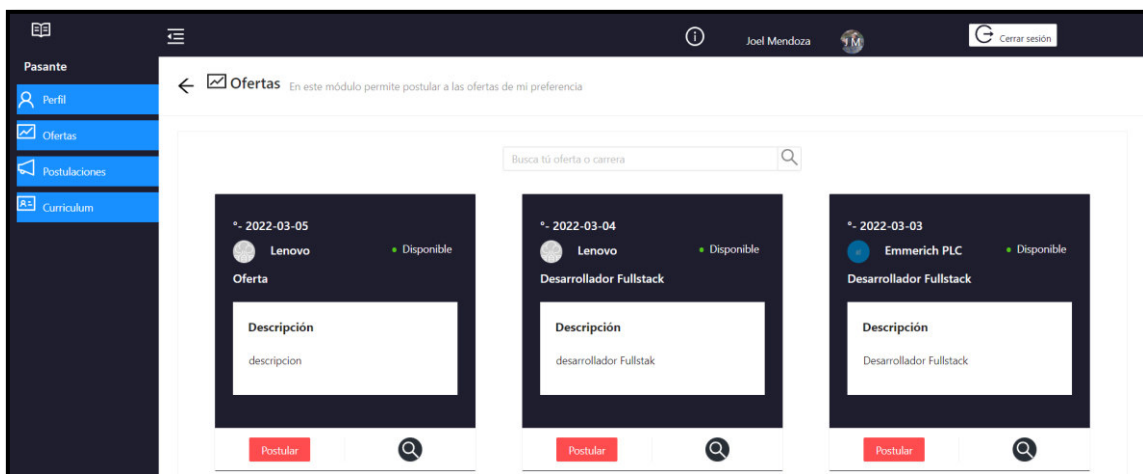 Joel Mendoza
JM
Cerrar sesión
Pasante
Perfil
Ofertas
Postulaciones
Curriculum
Ofertas En este módulo permite postular a las ofertas de mi preferencia
Busca tú oferta o carrera
°- 2022-03-05
Lenovo
Disponible
Oferta
Descripción
descripcion
Postular
°- 2022-03-04
Lenovo
Disponible
Desarrollador Fullstack
Descripción
desarrollador Fullstak
Postular
°- 2022-03-03
Emmerich PLC
Disponible
Desarrollador Fullstack
Descripción
Desarrollador Fullstack
Postular